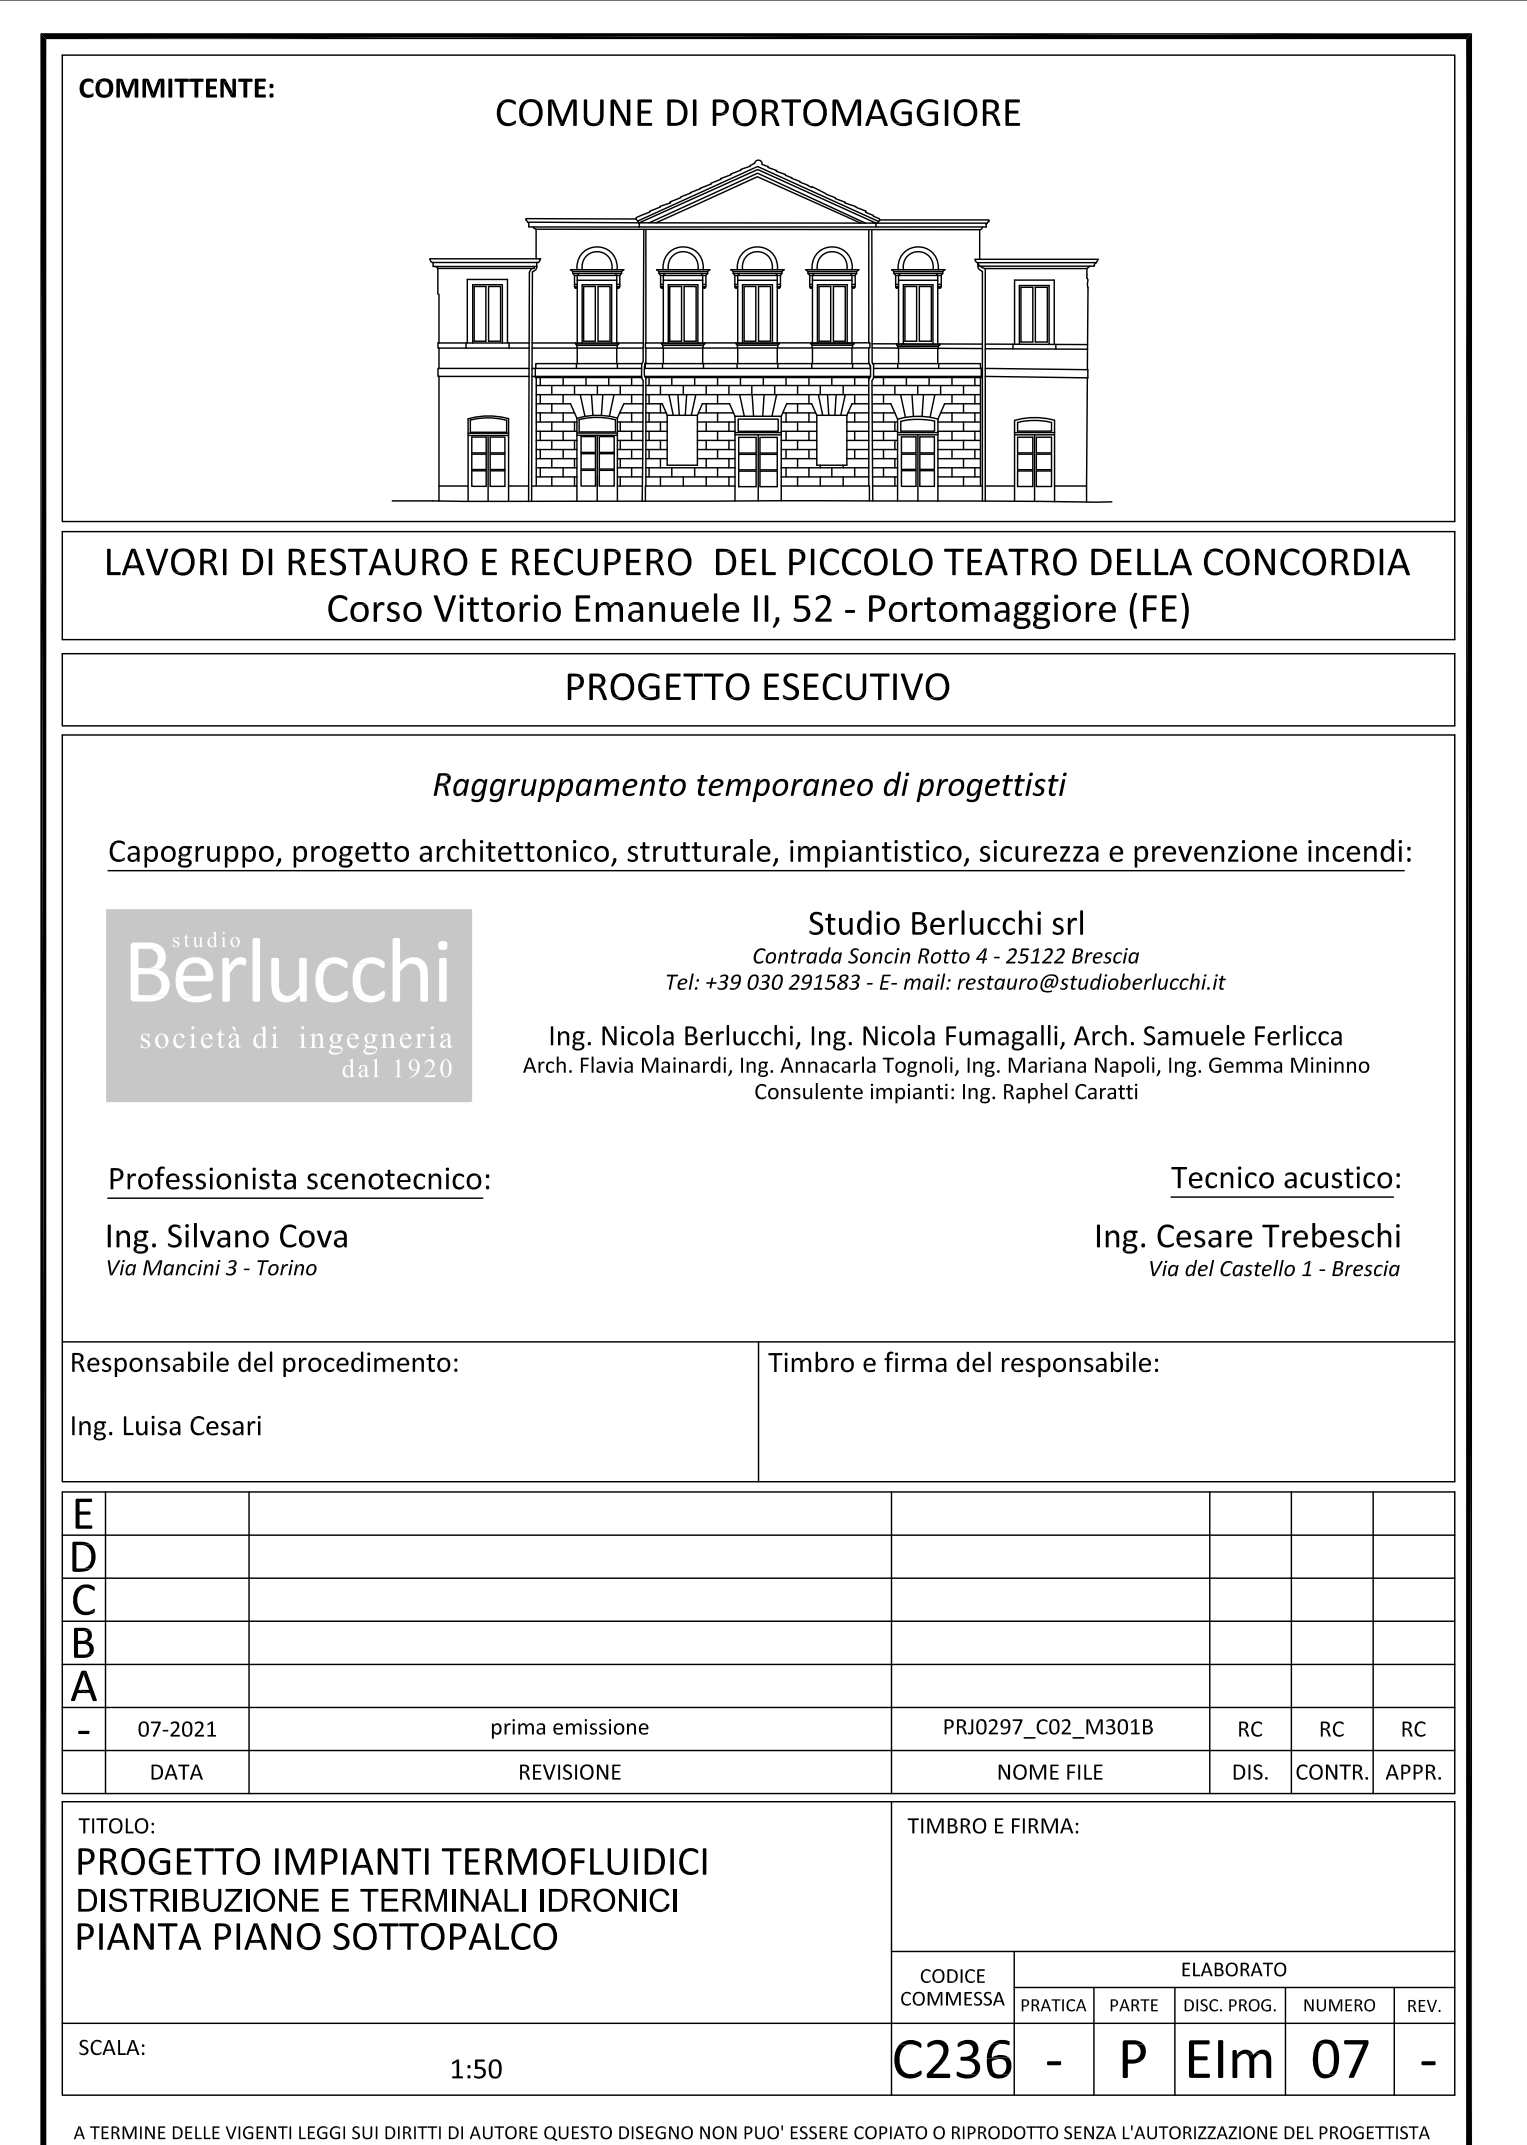 COMMITTENTE:
COMUNE DI PORTOMAGGIORE
LAVORI DI RESTAURO E RECUPERO DEL PICCOLO TEATRO DELLA CONCORDIA
Corso Vittorio Emanuele II, 52 - Portomaggiore (FE)
PROGETTO ESECUTIVO
Raggruppamento temporaneo di progettisti
Capogruppo, progetto architettonico, strutturale, impiantistico, sicurezza e prevenzione incendi:
studio
Berlucchi
società di ingegneria
dal 1920
Studio Berlucchi srl
Contrada Soncin Rotto 4 - 25122 Brescia
Tel: +39 030 291583 - E- mail: restauro@studioberlucchi.it
Ing. Nicola Berlucchi, Ing. Nicola Fumagalli, Arch. Samuele Ferlicca
Arch. Flavia Mainardi, Ing. Annacarla Tognoli, Ing. Mariana Napoli, Ing. Gemma Mininno
Consulente impianti: Ing. Raphel Caratti
Professionista scenotecnico:
Ing. Silvano Cova
Via Mancini 3 - Torino
Tecnico acustico:
Ing. Cesare Trebeschi
Via del Castello 1 - Brescia
Responsabile del procedimento:
Ing. Luisa Cesari
Timbro e firma del responsabile:
E
D
C
B
A
- 07-2021 prima emissione PRJ0297_C02_M301B RC RC RC
DATA REVISIONE NOME FILE DIS. CONTR. APPR.
TITOLO:
PROGETTO IMPIANTI TERMOFLUIDICI
DISTRIBUZIONE E TERMINALI IDRONICI
PIANTA PIANO SOTTOPALCO
TIMBRO E FIRMA:
CODICE
COMMESSA
ELABORATO
PRATICA PARTE DISC. PROG. NUMERO REV.
SCALA:
1:50
C236 - P EIm 07 -
A TERMINE DELLE VIGENTI LEGGI SUI DIRITTI DI AUTORE QUESTO DISEGNO NON PUO' ESSERE COPIATO O RIPRODOTTO SENZA L'AUTORIZZAZIONE DEL PROGETTISTA